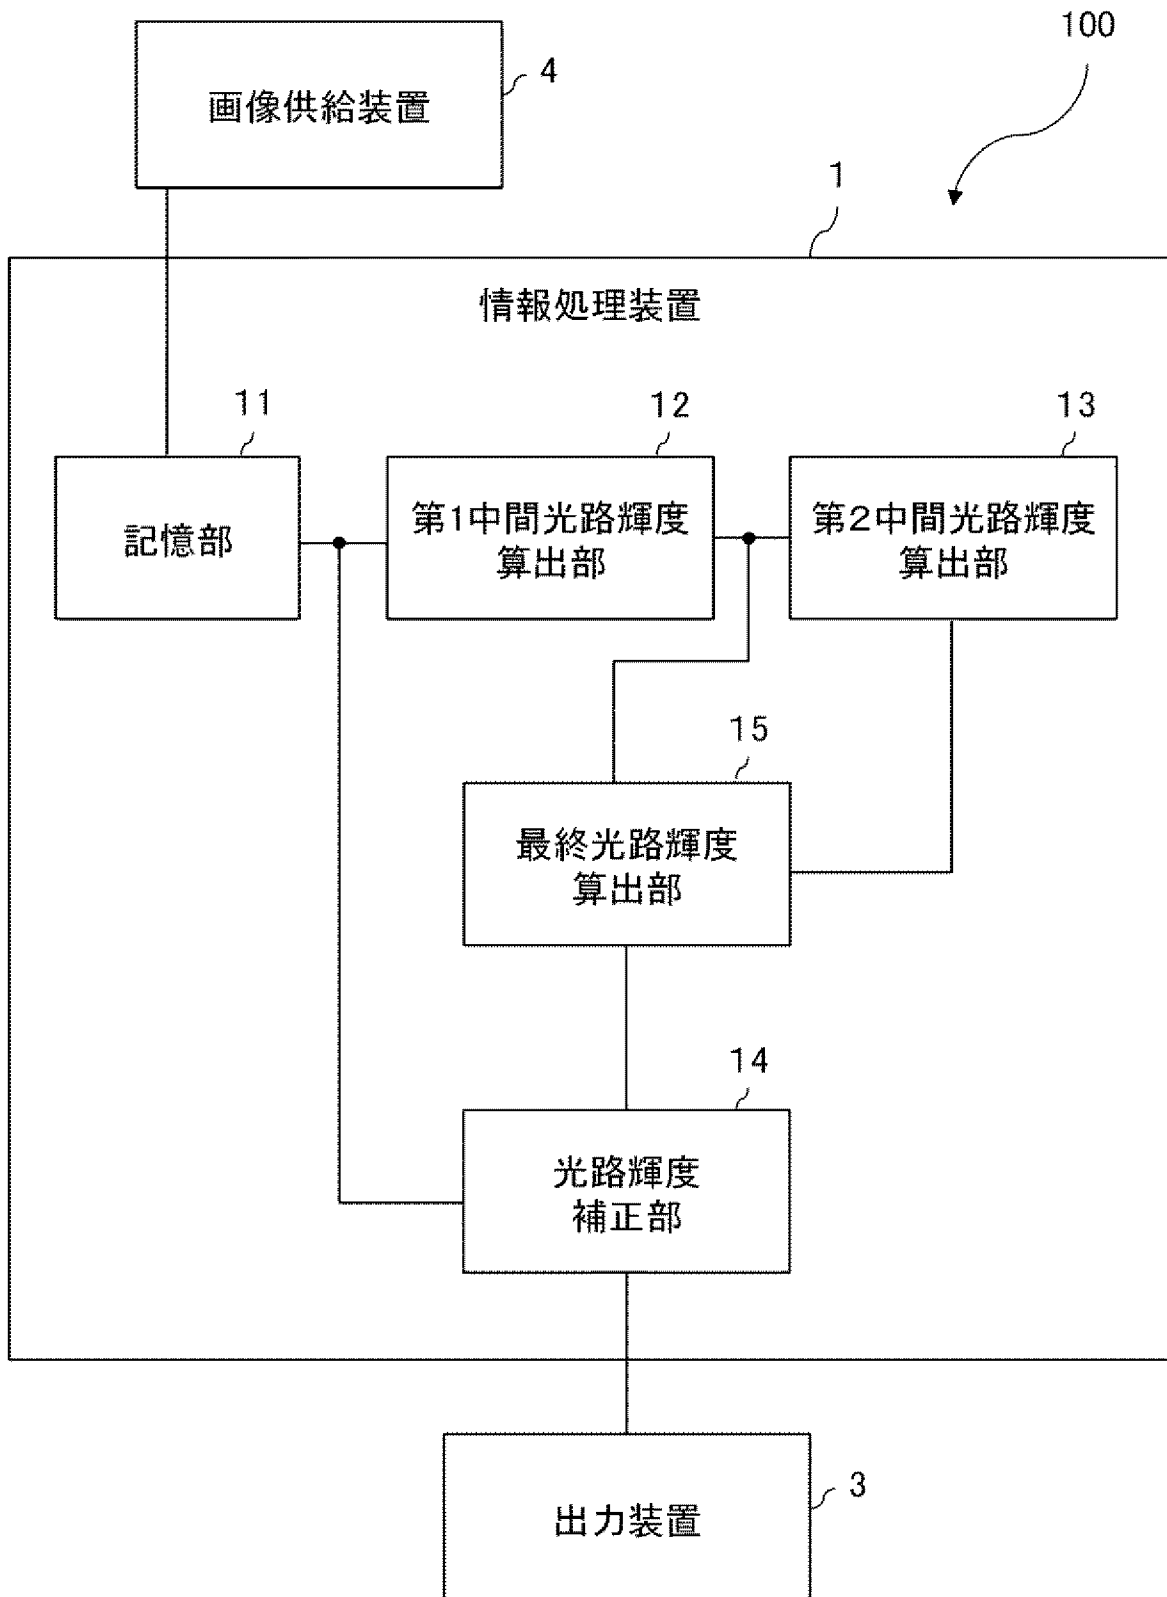 100
画像供給装置
4
1
情報処理装置
11
12
13
記憶部
第1中間光路輝度
算出部
第2中間光路輝度
算出部
15
最終光路輝度
算出部
14
光路輝度
補正部
出力装置
3